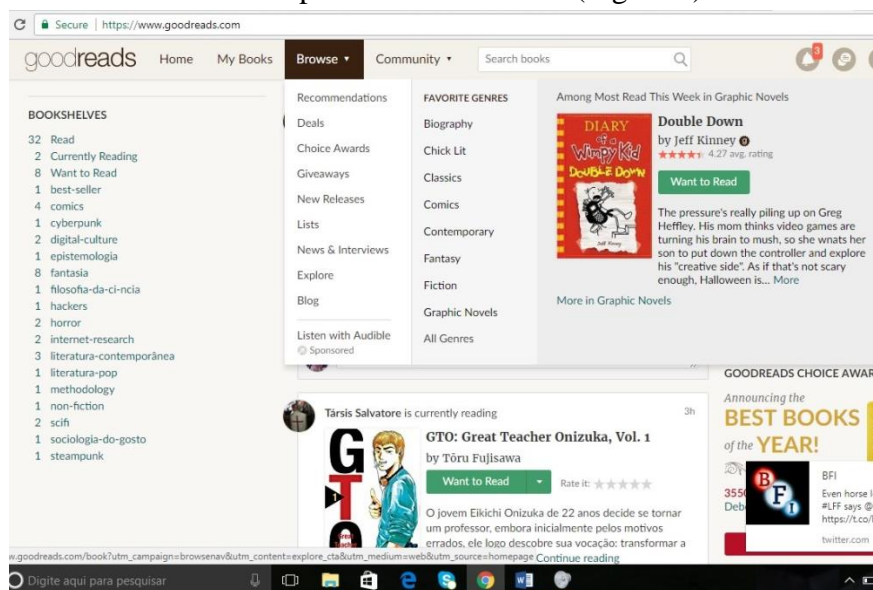 Secure | https://www.goodreads.com
goodreads Home My Books Browse ▾ Community ▾ Search books 3
BOOKSHELVES
32 Read
2 Currently Reading
8 Want to Read
1 best-seller
4 comics
1 cyberpunk
2 digital-culture
1 epistemologia
8 fantasia
1 filosofia-da-ci-ncia
1 hackers
2 horror
2 internet-research
3 literatura-contemporânea
1 literatura-pop
1 methodology
1 non-fiction
2 scifi
1 sociologia-do-gosto
1 steampunk
Recommendations
Deals
Choice Awards
Giveaways
New Releases
Lists
News & Interviews
Explore
Blog
Listen with Audible
Sponsored
FAVORITE GENRES
Biography
Chick Lit
Classics
Comics
Contemporary
Fantasy
Fiction
Graphic Novels
All Genres
Among Most Read This Week in Graphic Novels
DIARY
of a
Wimpy Kid
DOUBLE DOWN
Jeff Kinney
Double Down
by Jeff Kinney
4.27 avg. rating
Want to Read
The pressure's really piling up on Greg
Heffley. His mom thinks video games are
turning his brain to mush, so she wnats her
son to put down the controller and explore
his "creative side". As if that's not scary
enough, Halloween is... More
More in Graphic Novels
Társis Salvatore is currently reading 3h
GTO
1
GTO: Great Teacher Onizuka, Vol. 1
by Tōru Fujisawa
Want to Read Rate it:
O jovem Eikichi Onizuka de 22 anos decide se tornar
um professor, embora inicialmente pelos motivos
errados, ele logo descobre sua vocação: transformar a
Continue reading
GOODREADS CHOICE AWAR
Announcing the
BEST BOOKS
of the YEAR!
355
Deb
BFI
BFI
Even horse l
#LFF says @
https://t.co/
twitter.com
w.goodreads.com/book?utm_campaign=browsenav&utm_content=explore_cta&utm_medium=web&utm_source=homepage
Digite aqui para pesquisar